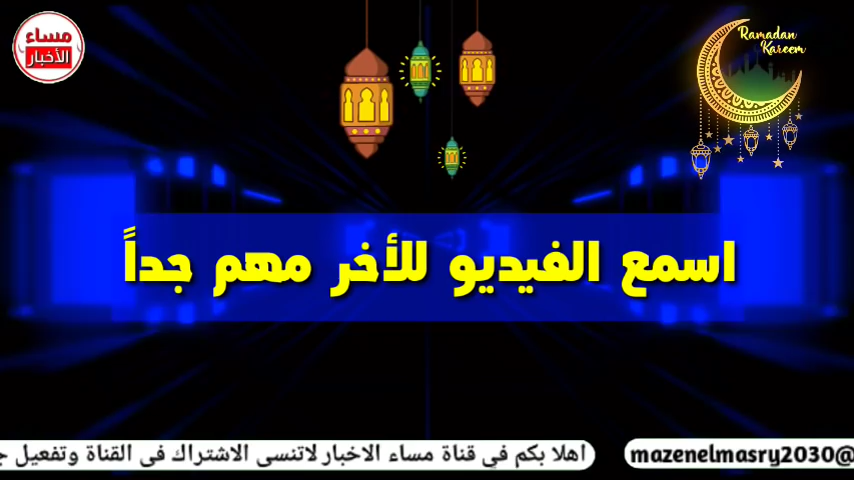 مساء
الأخبار
Ramadan
Kareem
اسمع الفيديو للأخر مهم جداً
اهلا بكم في قناة مساء الاخبار لاتنسى الاشتراك فى القناة وتفعيل
mazenelmasry2030@